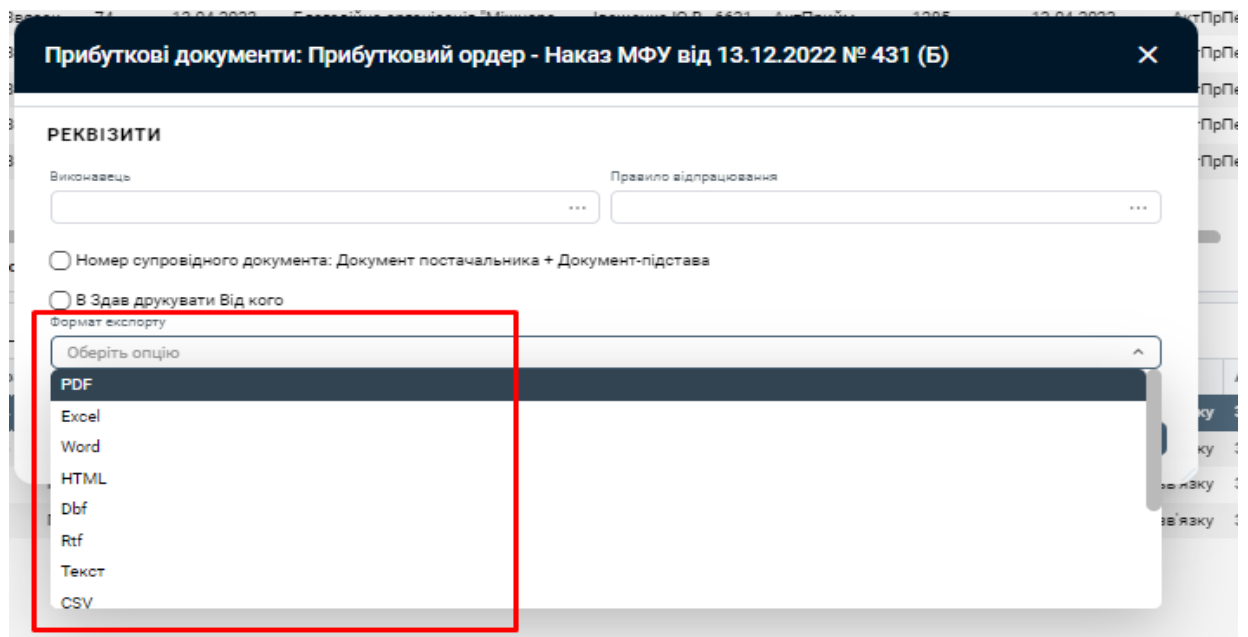 Прибуткові документи: Прибутковий ордер - Наказ МФУ від 13.12.2022 № 431 (Б)
РЕКВІЗИТИ
Виконавець Правило відпрацювання
Номер супровідного документа: Документ постачальника + Документ-підстава
В Здав друкувати Від кого
Формат експорту
Оберіть опцію
PDF
Excel
Word
HTML
Dbf
Rtf
Текст
CSV